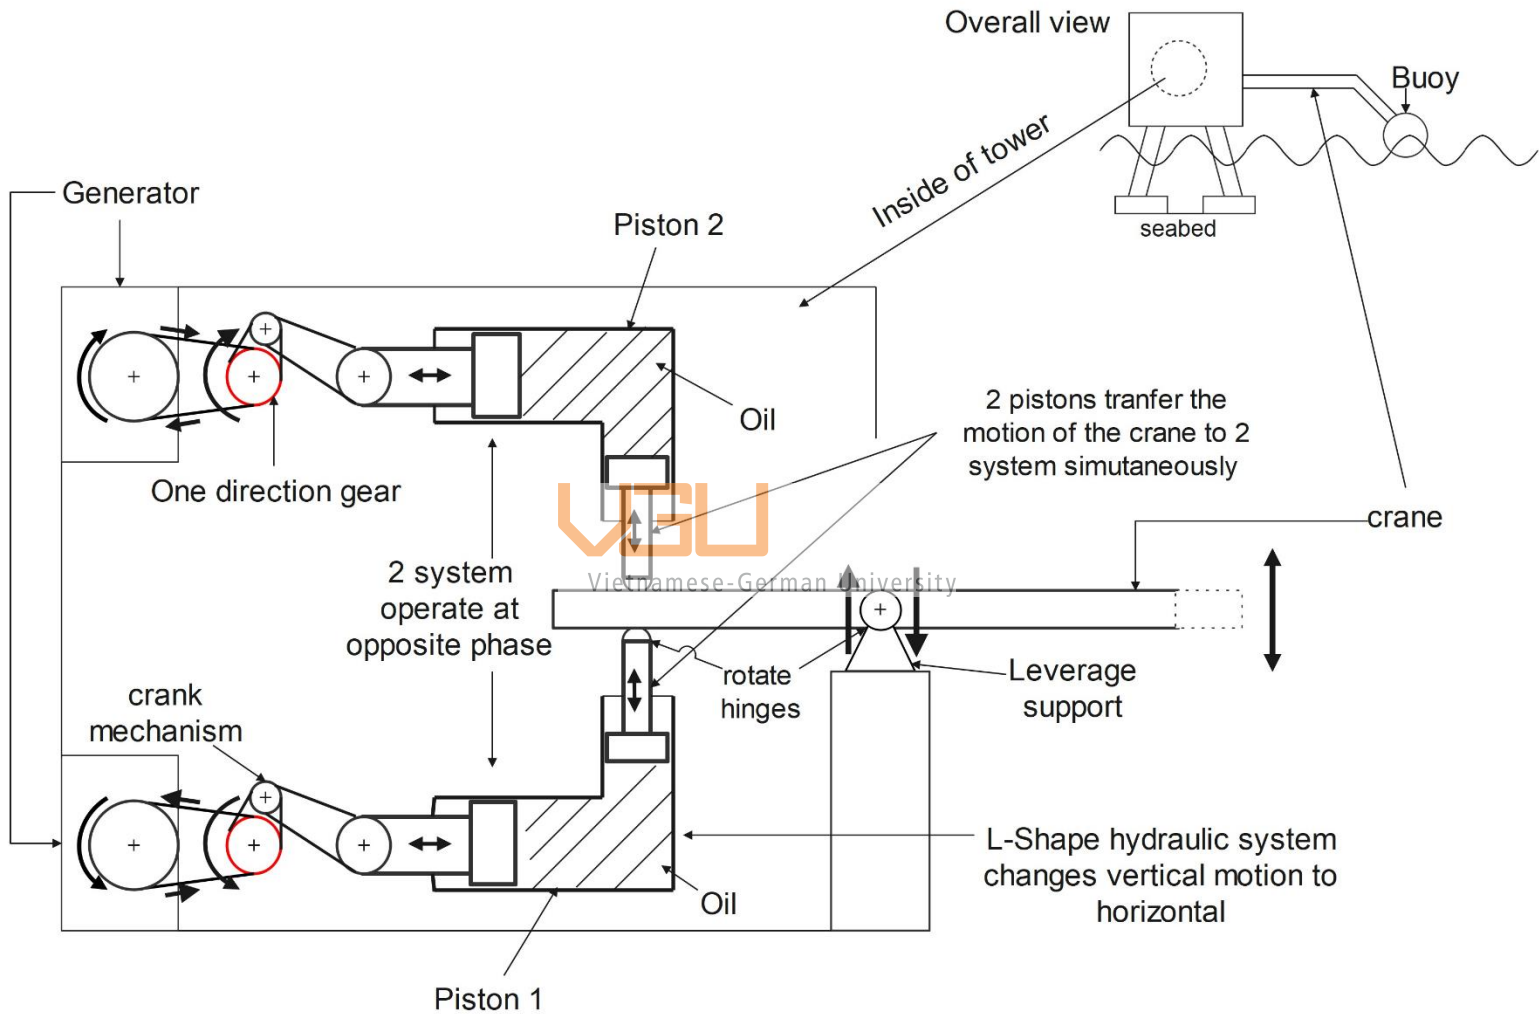 Overall view
Buoy
Inside of tower
seabed
Generator
Piston 2
Oil
One direction gear
2 pistons tranfer the
motion of the crane to 2
system simutaneously
crane
VGU
Vietnamese-German University
2 system
operate at
opposite phase
rotate
hinges
Leverage
support
crank
mechanism
L-Shape hydraulic system
changes vertical motion to
horizontal
Oil
Piston 1